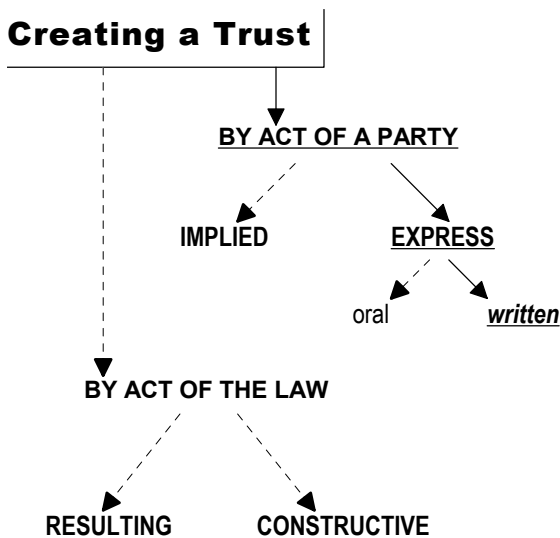 Creating a Trust
BY ACT OF A PARTY
IMPLIED EXPRESS
oral written
BY ACT OF THE LAW
RESULTING CONSTRUCTIVE